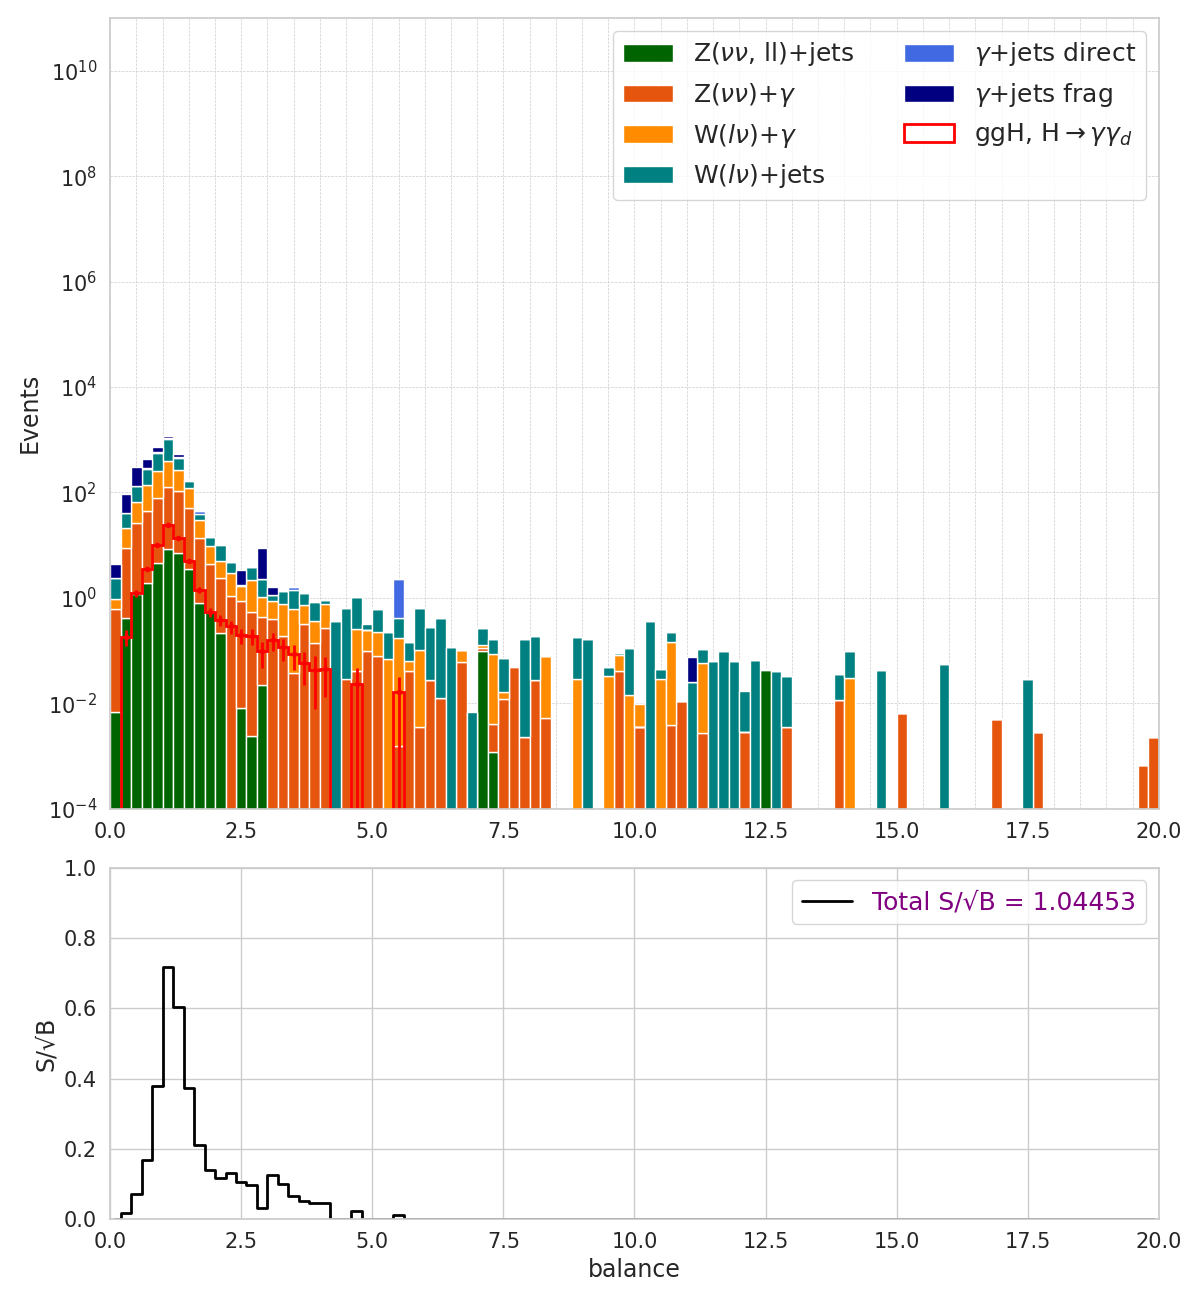 Z(νν, ll)+jets
Z(νν)+γ
W(lν)+γ
W(lν)+jets
γ+jets direct
γ+jets frag
ggH, H→γγ_d
Events
10^10
10^8
10^6
10^4
10^2
10^0
10^−2
10^−4
0.0 2.5 5.0 7.5 10.0 12.5 15.0 17.5 20.0
Total S/√B = 1.04453
S/√B
1.0
0.8
0.6
0.4
0.2
0.0
0.0 2.5 5.0 7.5 10.0 12.5 15.0 17.5 20.0
balance